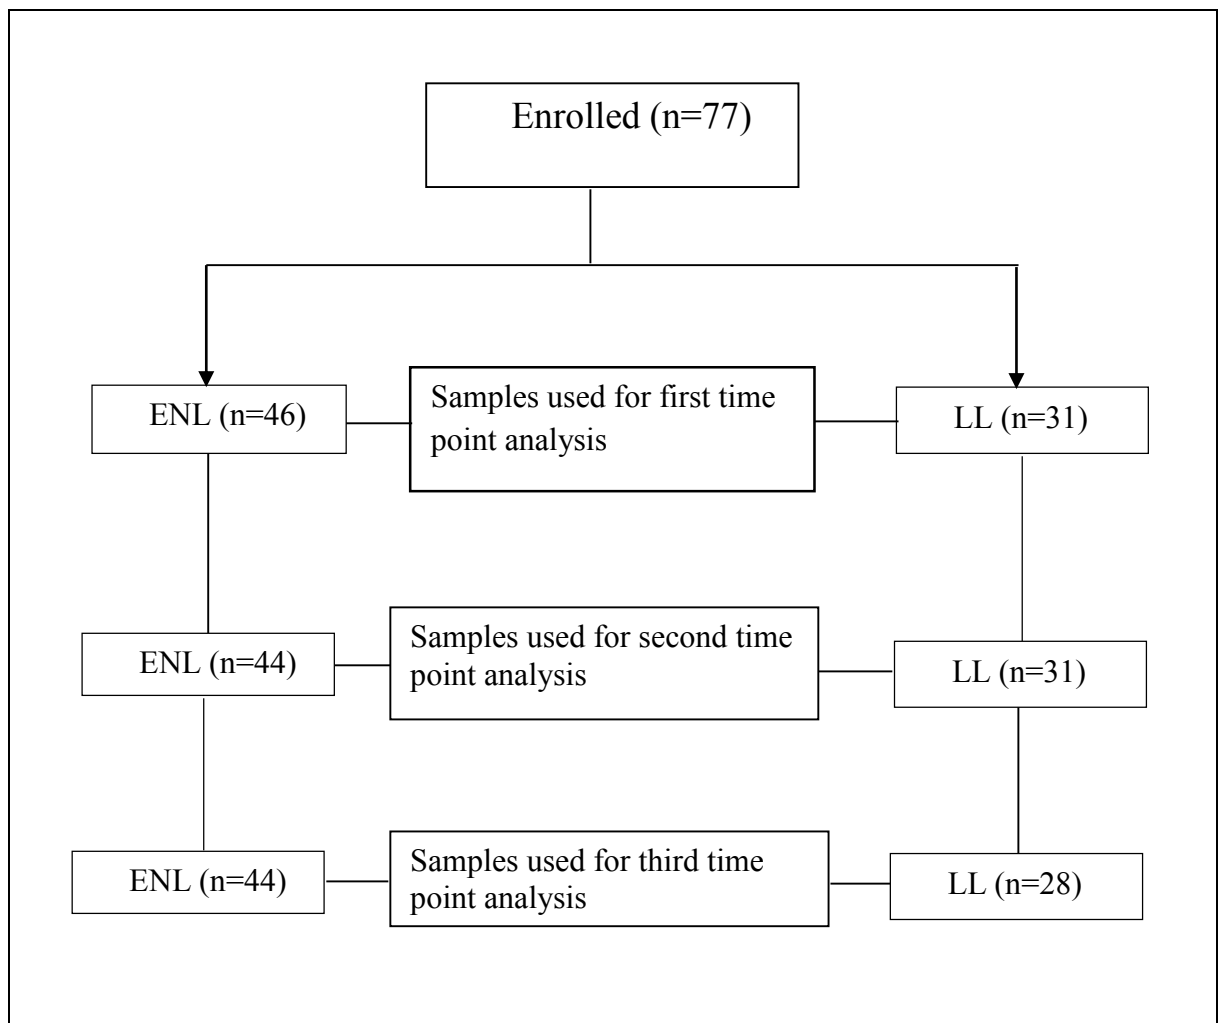 Enrolled (n=77)
ENL (n=46)
Samples used for first time
point analysis
LL (n=31)
ENL (n=44)
Samples used for second time
point analysis
LL (n=31)
ENL (n=44)
Samples used for third time
point analysis
LL (n=28)